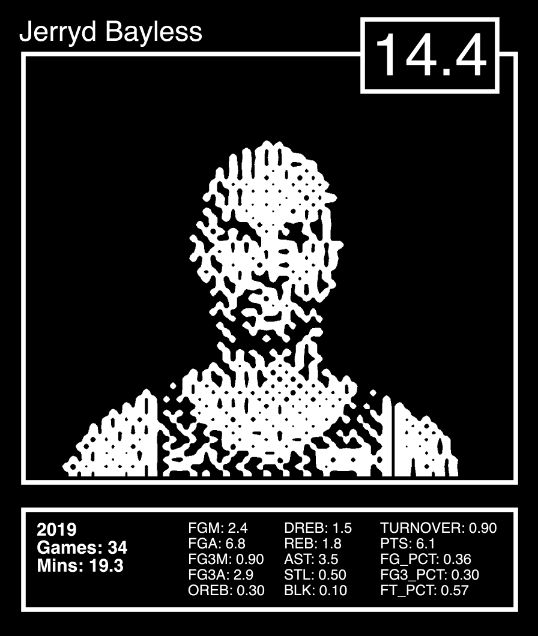 Jerryd Bayless
14.4
2019
Games: 34
Mins: 19.3
FGM: 2.4
FGA: 6.8
FG3M: 0.90
FG3A: 2.9
OREB: 0.30
DREB: 1.5
REB: 1.8
AST: 3.5
STL: 0.50
BLK: 0.10
TURNOVER: 0.90
PTS: 6.1
FG_PCT: 0.36
FG3_PCT: 0.30
FT_PCT: 0.57